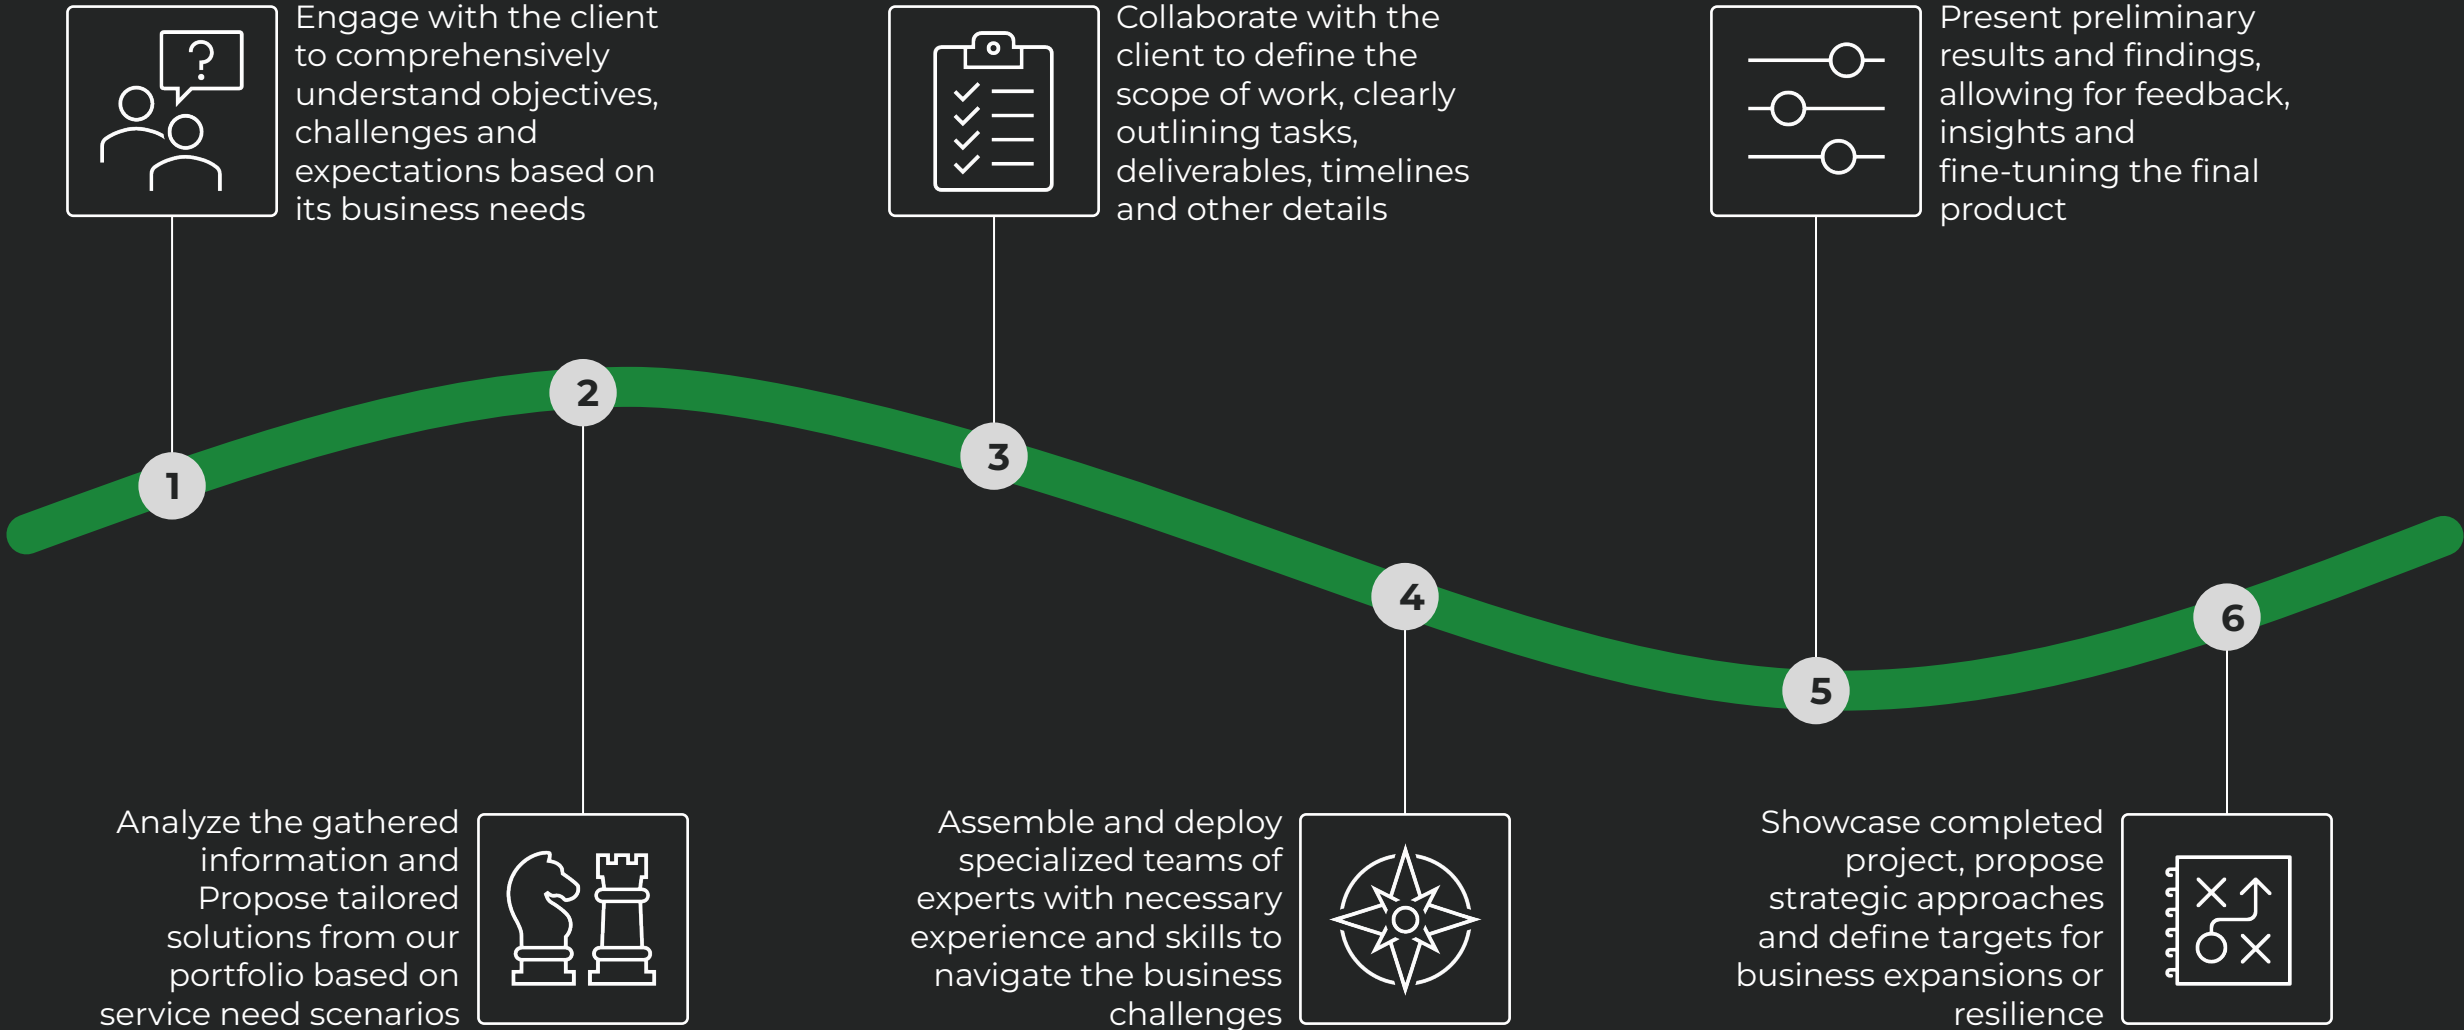 Engage with the client
to comprehensively
understand objectives,
challenges and
expectations based on
its business needs
?
Collaborate with the
client to define the
scope of work, clearly
outlining tasks,
deliverables, timelines
and other details
Present preliminary
results and findings,
allowing for feedback,
insights and
fine-tuning the final
product
1
2
3
4
5
6
Analyze the gathered
information and
Propose tailored
solutions from our
portfolio based on
service need scenarios
Assemble and deploy
specialized teams of
experts with necessary
experience and skills to
navigate the business
challenges
Showcase completed
project, propose
strategic approaches
and define targets for
business expansions or
resilience